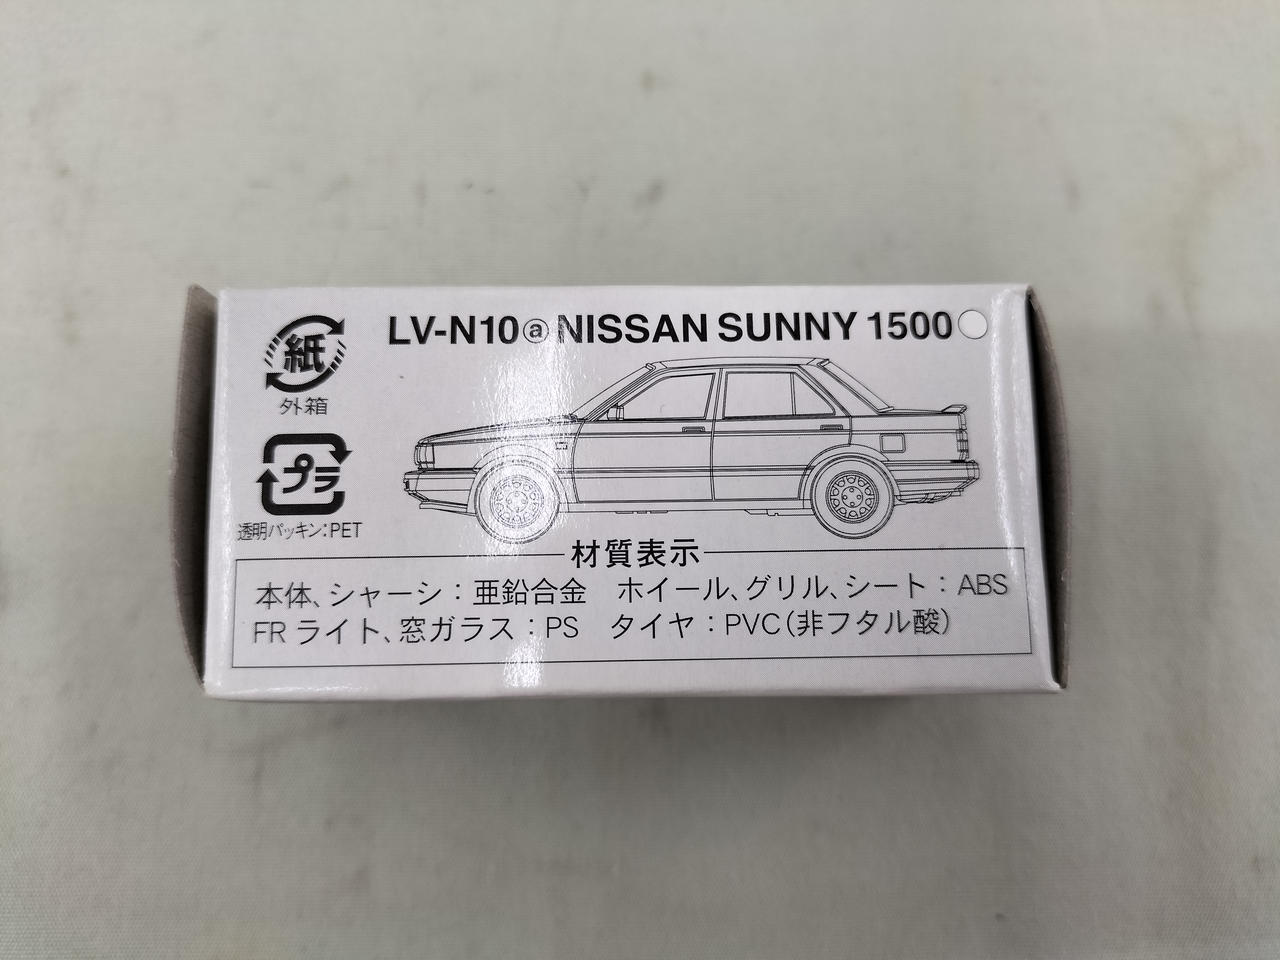 LV-N10ⓐ NISSAN SUNNY 1500
紙
外箱
プラ
透明パッキン:PET
材質表示
本体、シャーシ:亜鉛合金 ホイール、グリル、シート:ABS
FRライト、窓ガラス:PS タイヤ:PVC(非フタル酸)